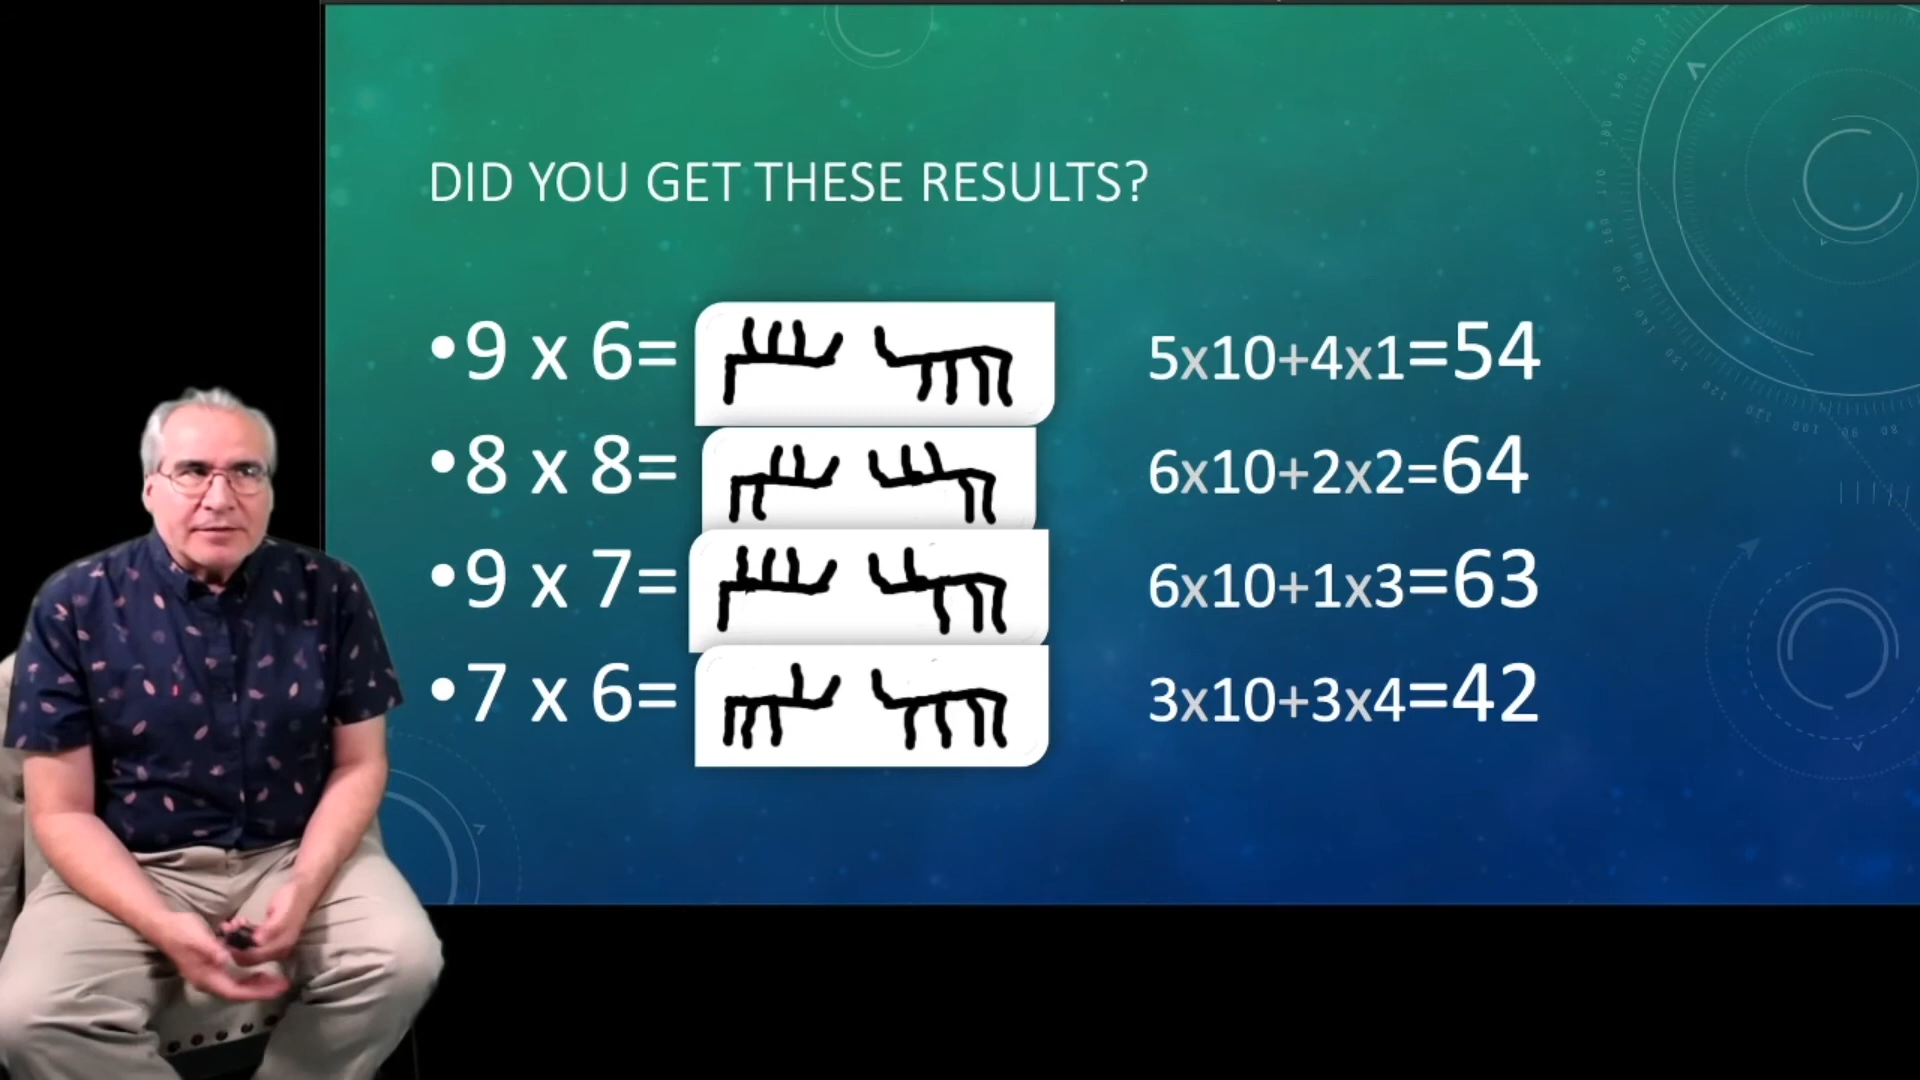 DID YOU GET THESE RESULTS?
•9 x 6= 5x10+4x1=54
•8 x 8= 6x10+2x2=64
•9 x 7= 6x10+1x3=63
•7 x 6= 3x10+3x4=42